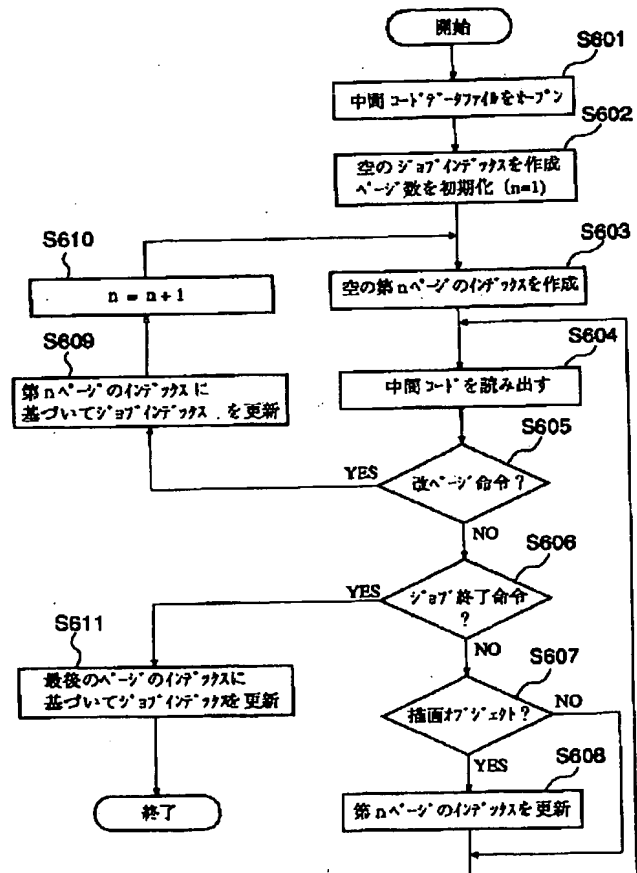 開始
S601
中間コードデータファイルをオープン
S602
空のジョブインデックスを作成
ページ数を初期化 (n=1)
S603
空の第nページのインデックスを作成
S604
中間コードを読み出す
S605
改ページ命令?
YES
NO
S610
n = n+1
S609
第nページのインデックスに
基づいてジョブインデックス を更新
S606
ジョブ終了命令
?
YES
NO
S611
最後のページのインデックスに
基づいてジョブインデックスを更新
終了
S607
描画オブジェクト?
NO
YES
S608
第nページのインデックスを更新